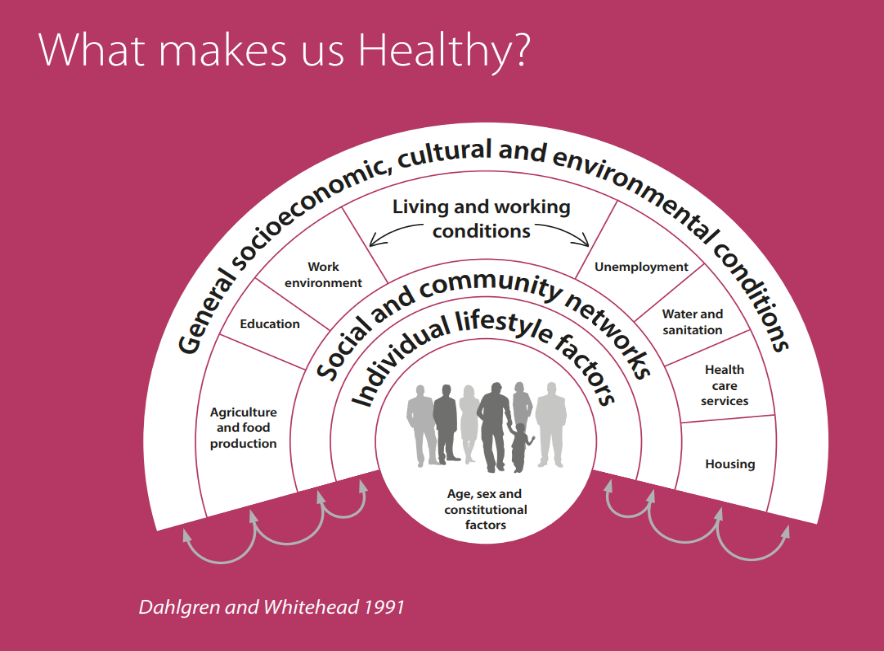 What makes us Healthy?
General socioeconomic, cultural and environmental conditions
Living and working
conditions
Work
environment
Education
Agriculture
and food
production
Unemployment
Water and
sanitation
Health
care
services
Housing
Social and community networks
Individual lifestyle factors
Age, sex and
constitutional
factors
Dahlgren and Whitehead 1991